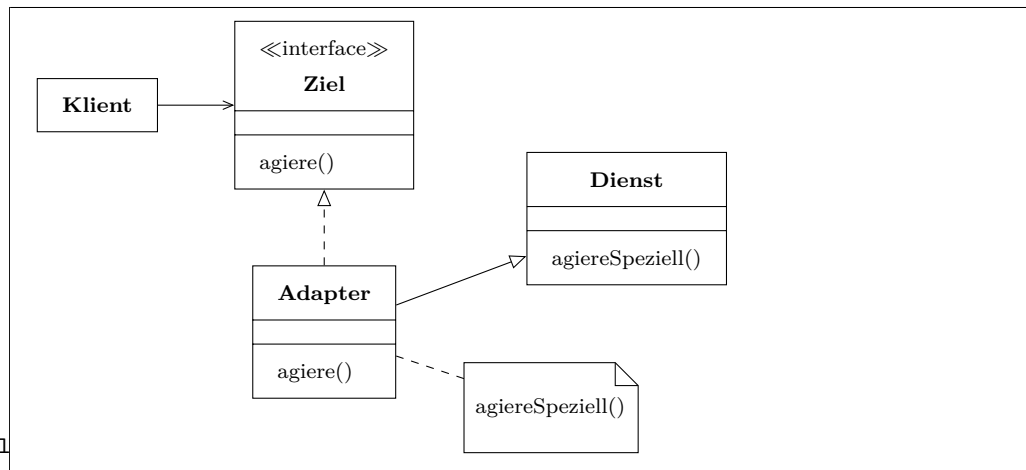 ≪interface≫
Ziel
Klient
agiere()
Dienst
agiereSpeziell()
Adapter
agiere()
agiereSpeziell()